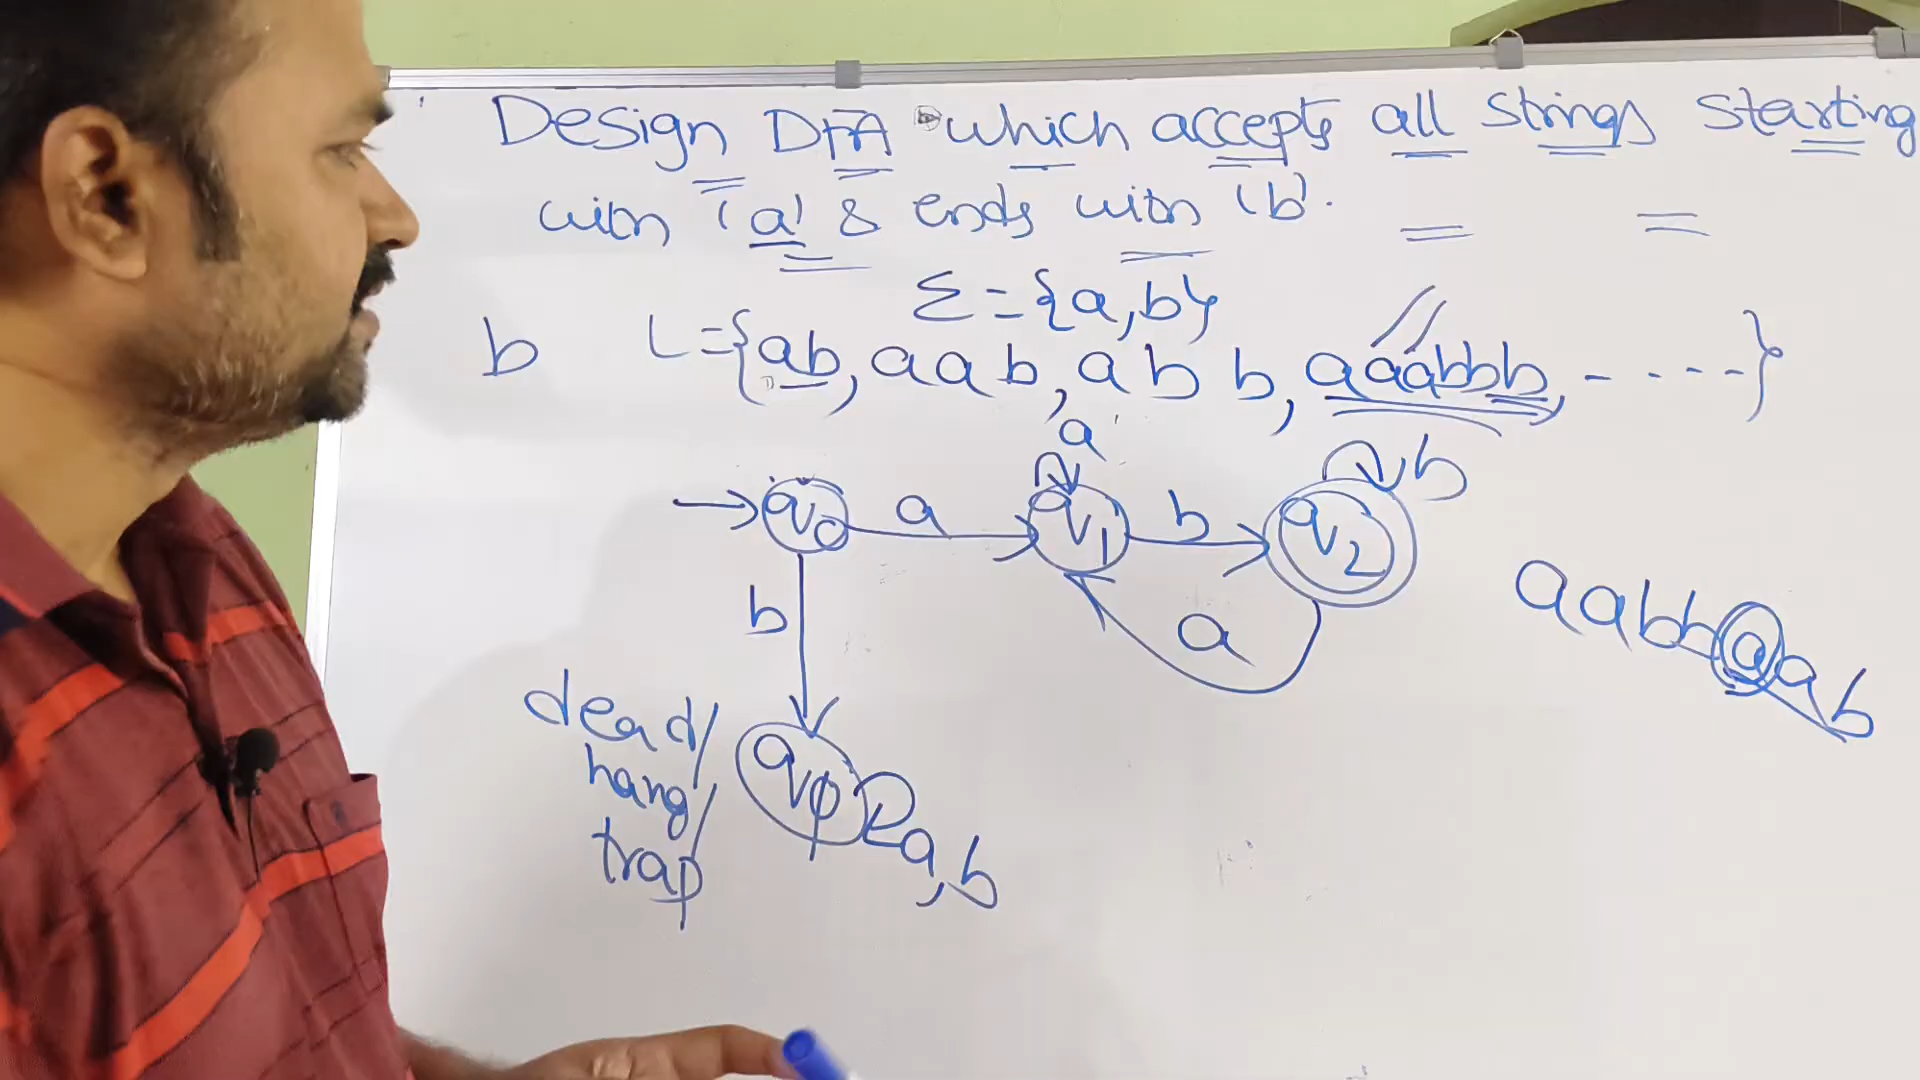 Design DFA which accepts all strings starting
with 'a' & ends with 'b'.
Σ = {a,b}
b L = {ab, aab, abb, aaabbb, - - - - -}
a
b
q0 a q1 b q2
b a
aabbaab
dead/
hang/
trap
qϕ a,b